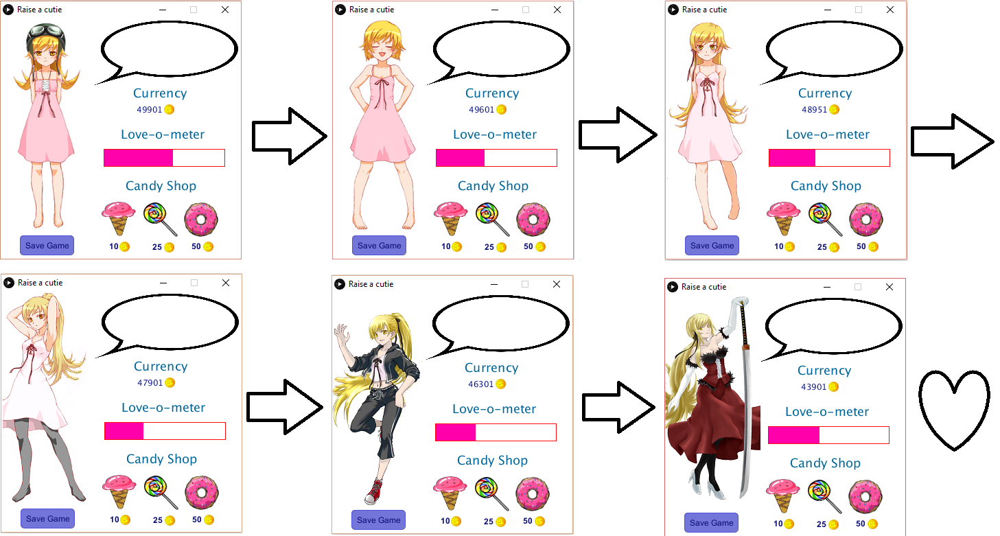 Raise a cutie
Currency
49901
Love-o-meter
Candy Shop
10 25 50
Save Game
Raise a cutie
Currency
49601
Love-o-meter
Candy Shop
10 25 50
Save Game
Raise a cutie
Currency
48951
Love-o-meter
Candy Shop
10 25 50
Save Game
Raise a cutie
Currency
47901
Love-o-meter
Candy Shop
10 25 50
Save Game
Raise a cutie
Currency
46301
Love-o-meter
Candy Shop
10 25 50
Save Game
Raise a cutie
Currency
43901
Love-o-meter
Candy Shop
10 25 50
Save Game